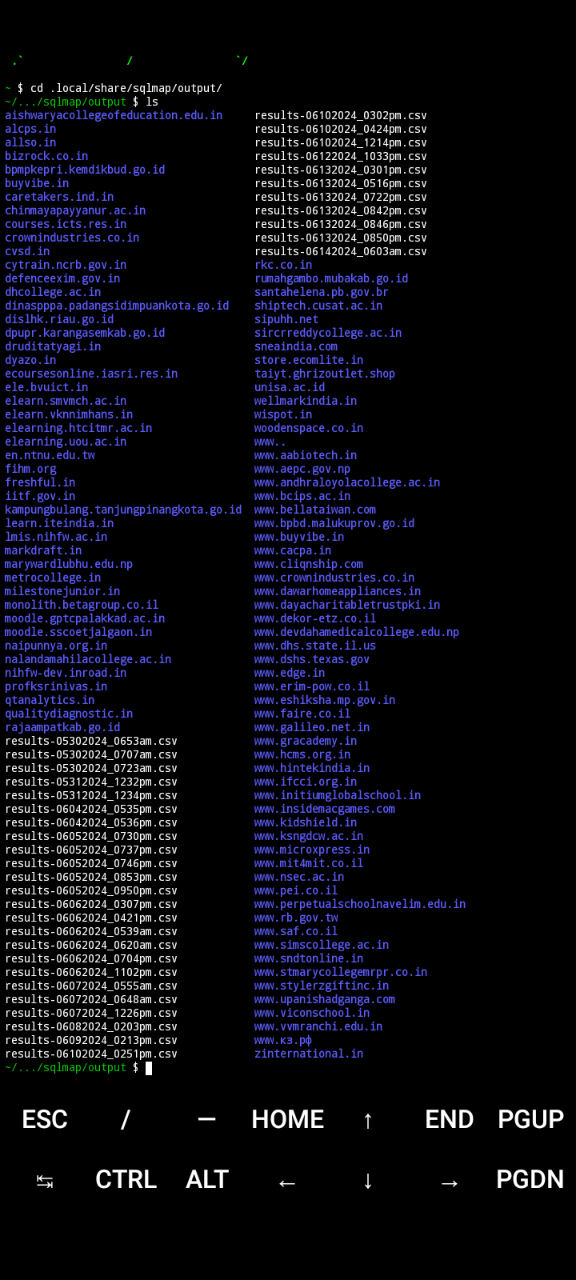 .`               /               `/
~ $ cd .local/share/sqlmap/output/
~/.../sqlmap/output $ ls
aishwaryacollegeofeducation.edu.in     results-06102024_0302pm.csv
alcps.in     results-06102024_0424pm.csv
allso.in     results-06102024_1214pm.csv
bizrock.co.in     results-06122024_1033pm.csv
bpmpkepri.kemdikbud.go.id     results-06132024_0301pm.csv
buyvibe.in     results-06132024_0516pm.csv
caretakers.ind.in     results-06132024_0722pm.csv
chinmayapayyanur.ac.in     results-06132024_0842pm.csv
courses.icts.res.in     results-06132024_0846pm.csv
crownindustries.co.in     results-06132024_0850pm.csv
cvsd.in     results-06142024_0603am.csv
cytrain.ncrb.gov.in     rkc.co.in
defenceexim.gov.in     rumahgambo.mubakab.go.id
dhcollege.ac.in     santahelena.pb.gov.br
dinaspppa.padangsidimpuankota.go.id     shiptech.cusat.ac.in
dislhk.riau.go.id     sipuhh.net
dpupr.karangasemkab.go.id     sircrreddycollege.ac.in
druditatyagi.in     sneaindia.com
dyazo.in     store.ecomlite.in
ecoursesonline.iasri.res.in     taiyt.ghrizoutlet.shop
ele.bvuict.in     unisa.ac.id
elearn.smvmch.ac.in     wellmarkindia.in
elearn.vknnimhans.in     wispot.in
elearning.htcitmr.ac.in     woodenspace.co.in
elearning.uou.ac.in     www..
en.ntnu.edu.tw     www.aabiotech.in
fihm.org     www.aepc.gov.np
freshful.in     www.andhraloyolacollege.ac.in
iitf.gov.in     www.bcips.ac.in
kampungbulang.tanjungpinangkota.go.id     www.bellataiwan.com
learn.iteindia.in     www.bpbd.malukuprov.go.id
lmis.nihfw.ac.in     www.buyvibe.in
markdraft.in     www.cacpa.in
marywardlubhu.edu.np     www.cliqnship.com
metrocollege.in     www.crownindustries.co.in
milestonejunior.in     www.dawarhomeappliances.in
monolith.betagroup.co.il     www.dayacharitabletrustpki.in
moodle.gptcpalakkad.ac.in     www.dekor-etz.co.il
moodle.sscoetjalgaon.in     www.devdahamedicalcollege.edu.np
naipunnya.org.in     www.dhs.state.il.us
nalandamahilacollege.ac.in     www.dshs.texas.gov
nihfw-dev.inroad.in     www.edge.in
profksrinivas.in     www.erim-pow.co.il
qtanalytics.in     www.eshiksha.mp.gov.in
qualitydiagnostic.in     www.faire.co.il
rajaampatkab.go.id     www.galileo.net.in
results-05302024_0653am.csv     www.gracademy.in
results-05302024_0707am.csv     www.hcms.org.in
results-05302024_0723am.csv     www.hintekindia.in
results-05312024_1232pm.csv     www.ifcci.org.in
results-05312024_1234pm.csv     www.initiumglobalschool.in
results-06042024_0535pm.csv     www.insidemacgames.com
results-06042024_0536pm.csv     www.kidshield.in
results-06052024_0730pm.csv     www.ksngdcw.ac.in
results-06052024_0737pm.csv     www.microxpress.in
results-06052024_0746pm.csv     www.mit4mit.co.il
results-06052024_0853pm.csv     www.nsec.ac.in
results-06052024_0950pm.csv     www.pei.co.il
results-06062024_0307pm.csv     www.perpetualschoolnavelim.edu.in
results-06062024_0421pm.csv     www.rb.gov.tw
results-06062024_0539am.csv     www.saf.co.il
results-06062024_0620am.csv     www.simscollege.ac.in
results-06062024_0704pm.csv     www.sndtonline.in
results-06062024_1102pm.csv     www.stmarycollegemrpr.co.in
results-06072024_0555am.csv     www.stylerzgiftinc.in
results-06072024_0648am.csv     www.upanishadganga.com
results-06072024_1226pm.csv     www.viconschool.in
results-06082024_0203pm.csv     www.vvmranchi.edu.in
results-06092024_0213pm.csv     www.кэ.рф
results-06102024_0251pm.csv     zinternational.in
~/.../sqlmap/output $
ESC / — HOME ↑ END PGUP
↹ CTRL ALT ← ↓ → PGDN